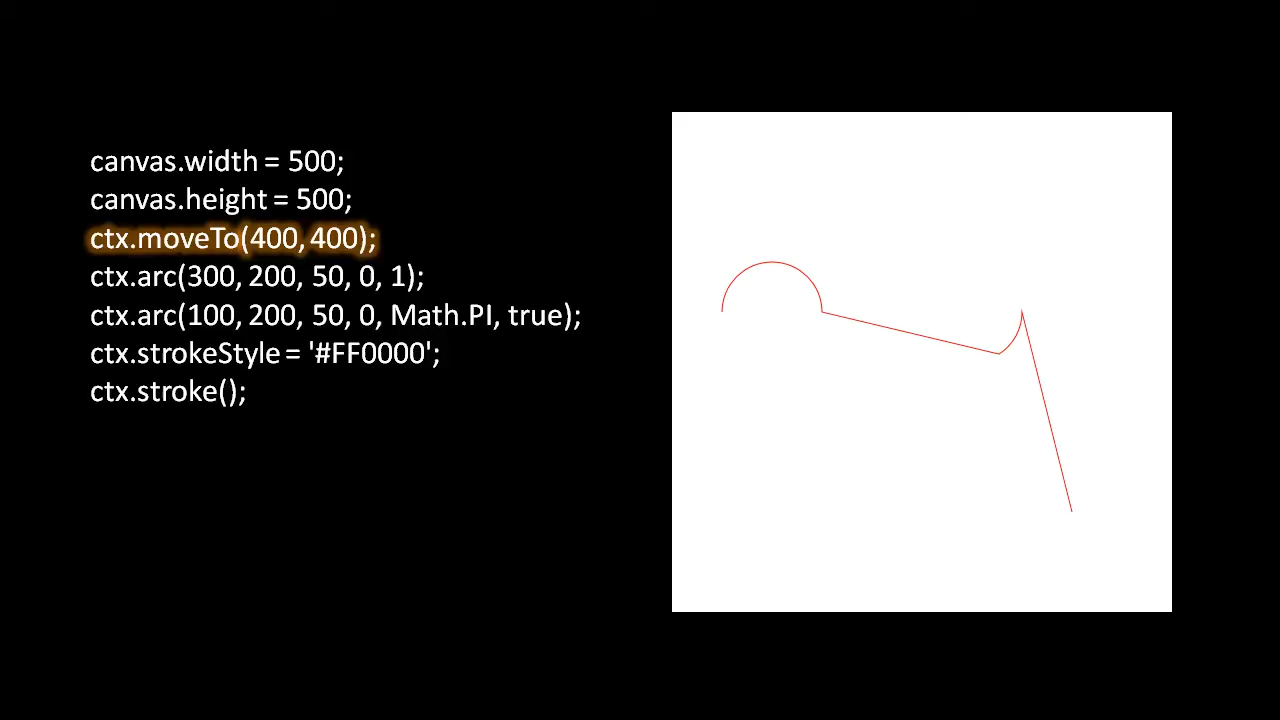 canvas.width = 500;
canvas.height = 500;
ctx.moveTo(400, 400);
ctx.arc(300, 200, 50, 0, 1);
ctx.arc(100, 200, 50, 0, Math.PI, true);
ctx.strokeStyle = '#FF0000';
ctx.stroke();